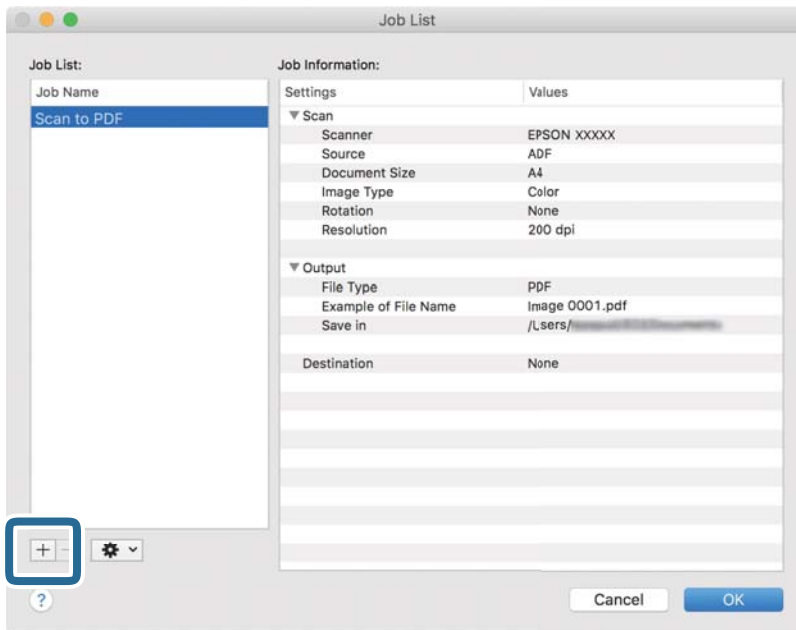 Job List
Job List:
Job Information:
Job Name
Settings Values
Scan to PDF
▼ Scan
Scanner EPSON XXXXX
Source ADF
Document Size A4
Image Type Color
Rotation None
Resolution 200 dpi
▼ Output
File Type PDF
Example of File Name Image 0001.pdf
Save in /Users/
Destination None
+ −
?
Cancel OK